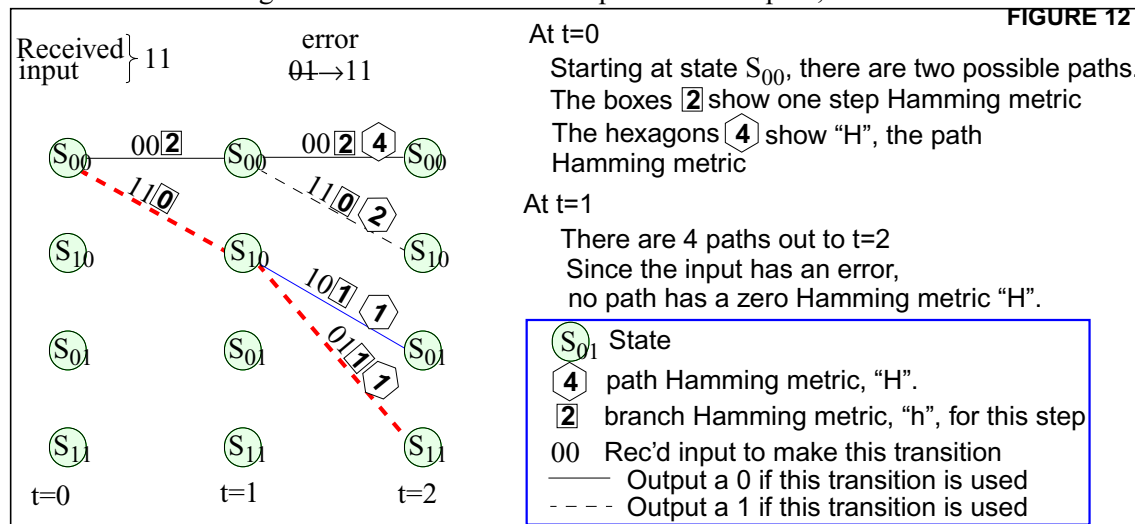 FIGURE 12
Received
input } 11
error
01→11
S00 00 2 S00 00 2 4 S00
11 0
11 0 2
S10 S10 S10
10 1 1
01 1 1
S01 S01 S01
S11 S11 S11
t=0 t=1 t=2
At t=0
Starting at state S00, there are two possible paths.
The boxes 2 show one step Hamming metric
The hexagons 4 show “H”, the path
Hamming metric
At t=1
There are 4 paths out to t=2
Since the input has an error,
no path has a zero Hamming metric “H”.
S01 State
4 path Hamming metric, “H”.
2 branch Hamming metric, “h”, for this step
00 Rec’d input to make this transition
Output a 0 if this transition is used
Output a 1 if this transition is used